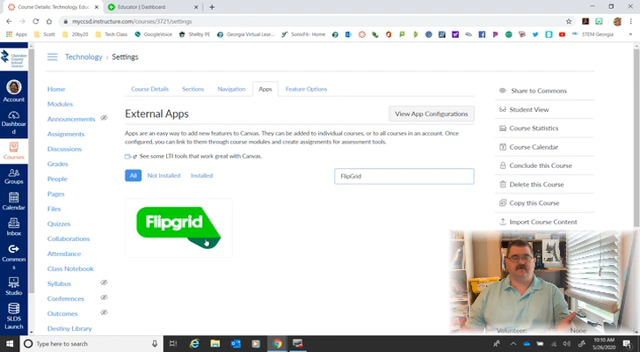 Course Details: Technology Edu
Educator | Dashboard
myccsd.instructure.com/courses/3721/settings
Apps
Scott
20by20
Tech Class
GoogleVoice
Shelby PE
Georgia Virtual Lear...
SonicFit: Home
STEM Georgia
Technology > Settings
Account
Dashboard
Courses
Groups
Calendar
Inbox
Commons
Studio
SLDS Launch
Home
Modules
Announcements
Assignments
Discussions
Grades
People
Pages
Files
Quizzes
Collaborations
Attendance
Class Notebook
Syllabus
Conferences
Outcomes
Destiny Library
Course Details
Sections
Navigation
Apps
Feature Options
External Apps
View App Configurations
Apps are an easy way to add new features to Canvas. They can be added to individual courses, or to all courses in an account. Once
configured, you can link to them through course modules and create assignments for assessment tools.
See some LTI tools that work great with Canvas.
All
Not Installed
Installed
FlipGrid
Flipgrid
Share to Commons
Student View
Course Statistics
Course Calendar
Conclude this Course
Delete this Course
Copy this Course
Import Course Content
Volunteer:
None
Type here to search
10:10 AM
5/26/2020